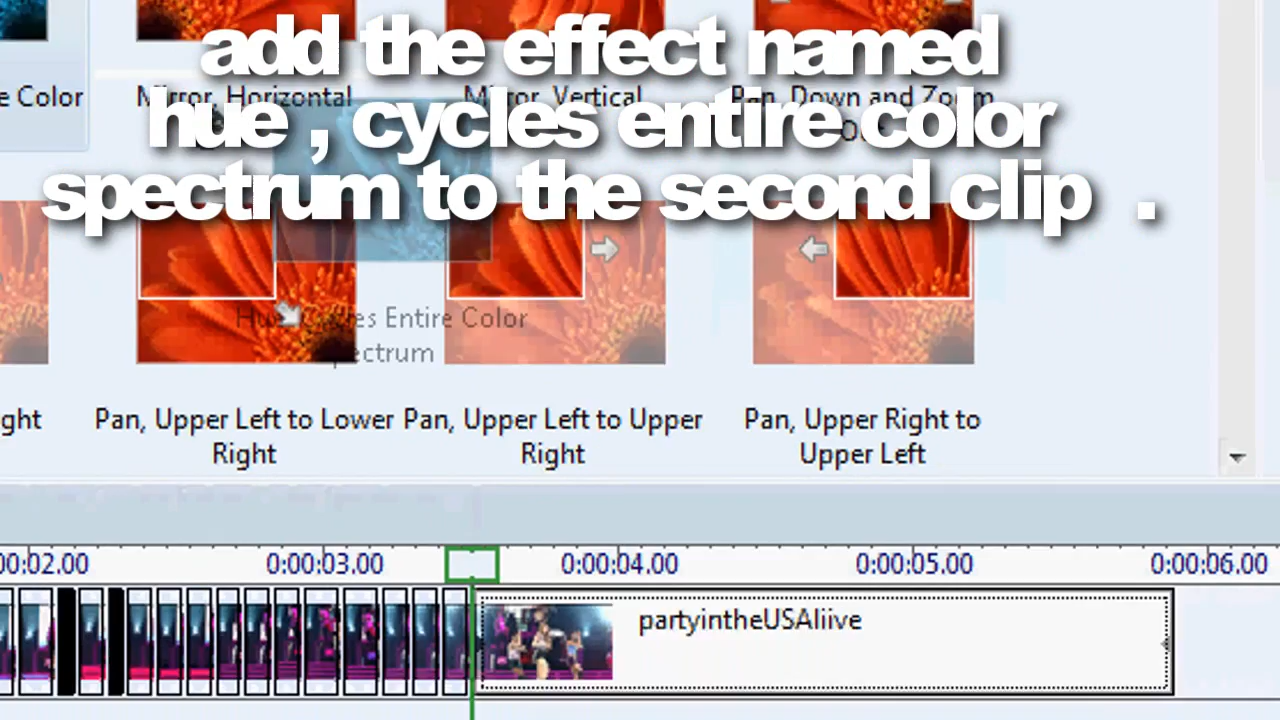 add the effect named
hue , cycles entire color
spectrum to the second clip .
e Color
Mirror, Horizontal
Mirror, Vertical
Pan, Down and Zoom
Hue, Cycles Entire Color
Spectrum
ght
Pan, Upper Left to Lower
Right
Pan, Upper Left to Upper
Right
Pan, Upper Right to
Upper Left
00:02.00 0:00:03.00 0:00:04.00 0:00:05.00 0:00:06.00
partyintheUSAliive